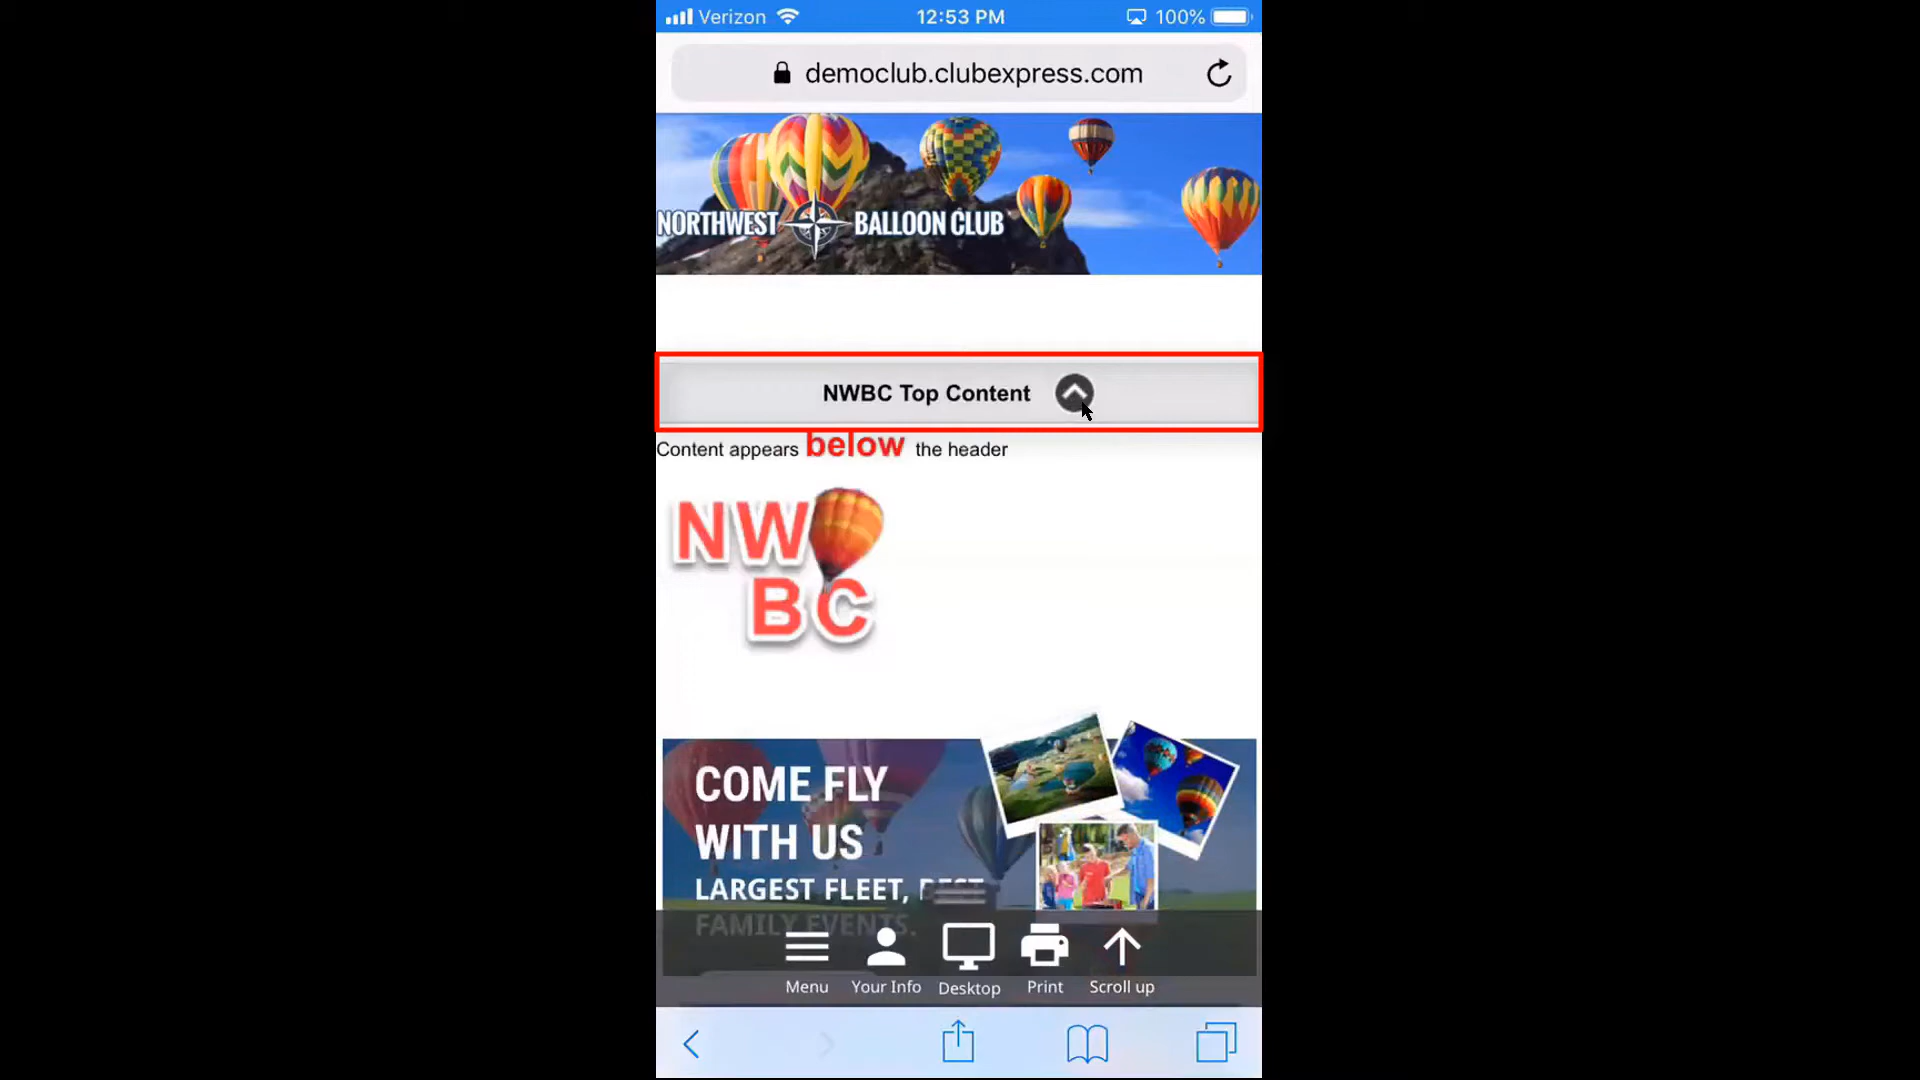 Verizon 12:53 PM 100%
democlub.clubexpress.com
NORTHWEST BALLOON CLUB
NWBC Top Content
Content appears below the header
NW
BC
COME FLY
WITH US
LARGEST FLEET, BEST
FAMILY EVENTS.
Menu Your Info Desktop Print Scroll up